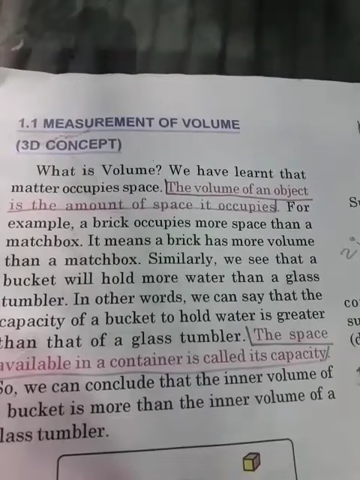 1.1 MEASUREMENT OF VOLUME
(3D CONCEPT)
What is Volume? We have learnt that
matter occupies space. The volume of an object
is the amount of space it occupies. For
example, a brick occupies more space than a
matchbox. It means a brick has more volume
than a matchbox. Similarly, we see that a
bucket will hold more water than a glass
tumbler. In other words, we can say that the
capacity of a bucket to hold water is greater
than that of a glass tumbler. The space
available in a container is called its capacity.
So, we can conclude that the inner volume of
bucket is more than the inner volume of a
glass tumbler.